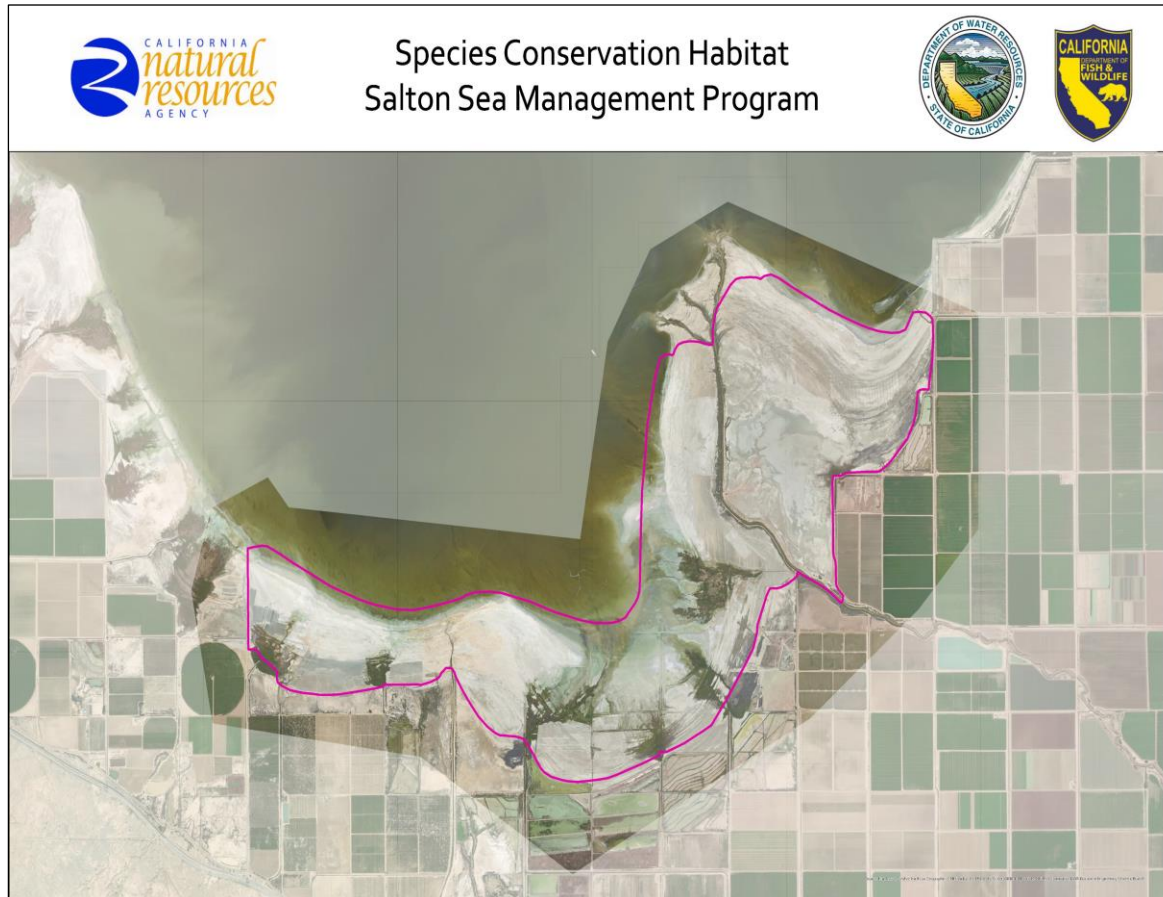 CALIFORNIA
natural
resources
AGENCY
Species Conservation Habitat
Salton Sea Management Program
DEPARTMENT OF WATER RESOURCES
STATE OF CALIFORNIA
CALIFORNIA
DEPARTMENT OF
FISH &
WILDLIFE